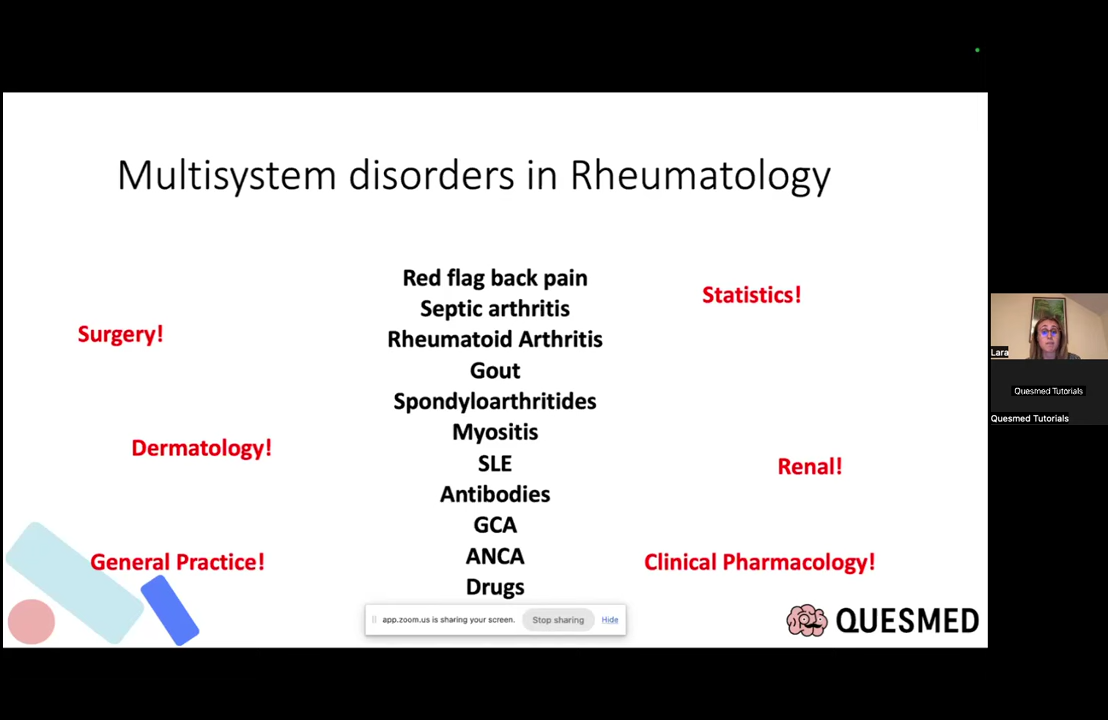 Multisystem disorders in Rheumatology
Red flag back pain
Statistics!
Septic arthritis
Surgery!
Rheumatoid Arthritis
Gout
Spondyloarthritides
Myositis
Dermatology!
SLE
Renal!
Antibodies
GCA
ANCA
General Practice!
Clinical Pharmacology!
Drugs
app.zoom.us is sharing your screen.
Stop sharing
Hide
QUESMED
Lara
Quesmed Tutorials
Quesmed Tutorials